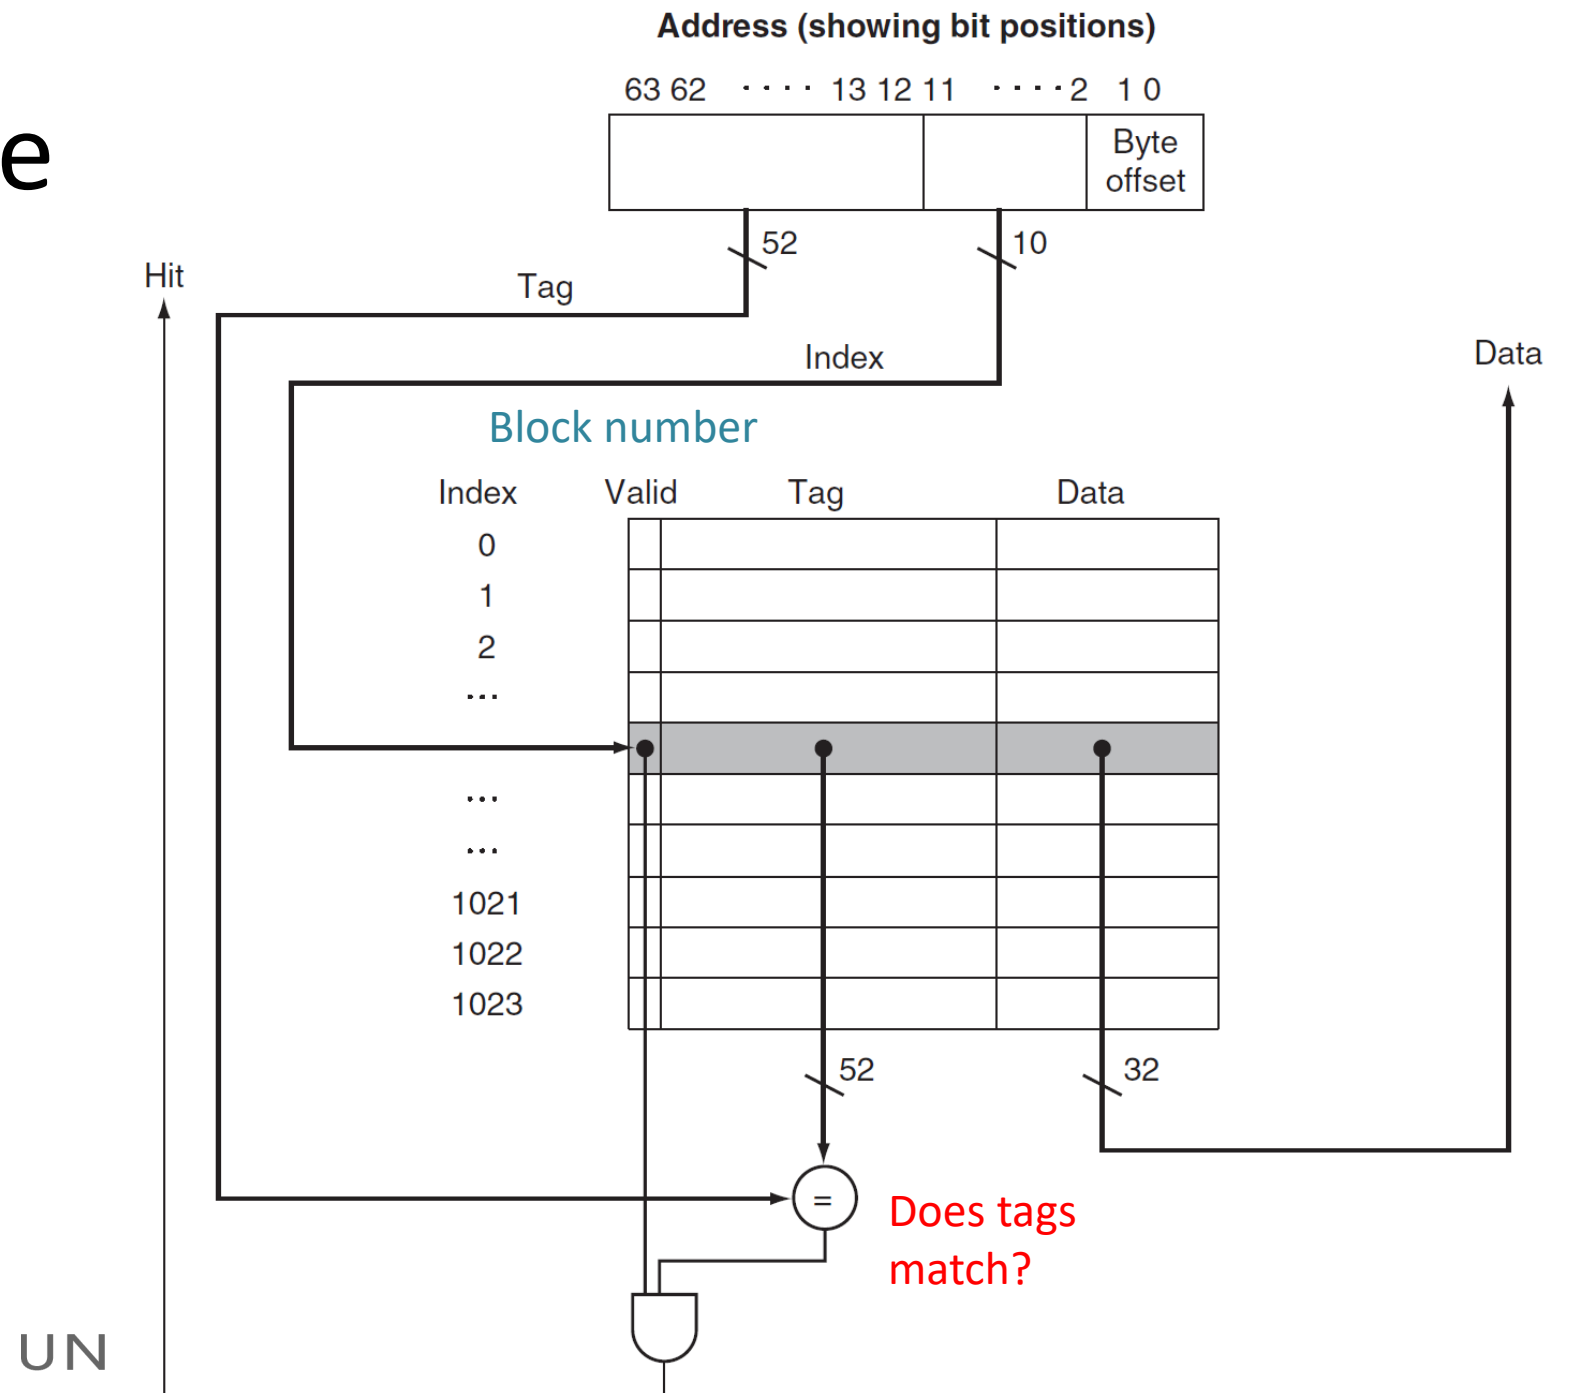 Address (showing bit positions)
63 62 ···· 13 12 11 ···· 2 1 0
e
Byte
offset
52
10
Hit
Tag
Index
Data
Block number
Index Valid Tag Data
0
1
2
...
...
...
1021
1022
1023
52
32
=
Does tags
match?
UN